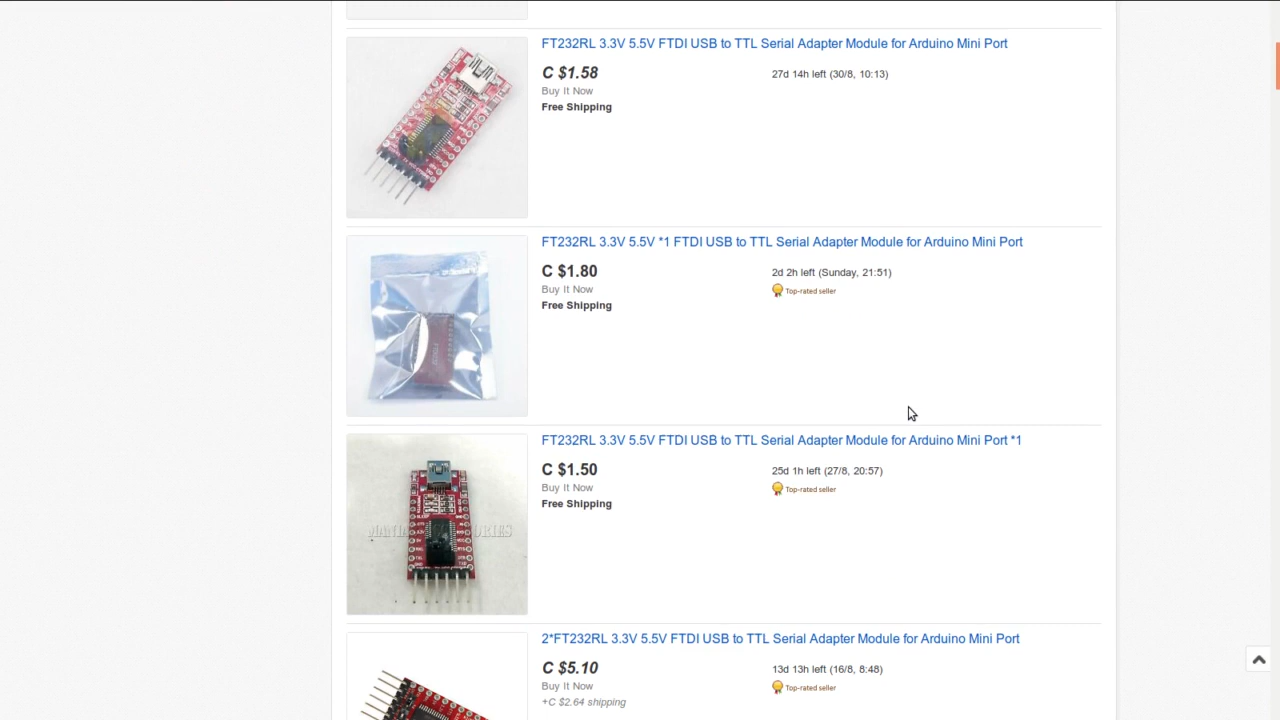 FT232RL 3.3V 5.5V FTDI USB to TTL Serial Adapter Module for Arduino Mini Port
C $1.58
27d 14h left (30/8, 10:13)
Buy It Now
Free Shipping
FT232RL 3.3V 5.5V *1 FTDI USB to TTL Serial Adapter Module for Arduino Mini Port
C $1.80
2d 2h left (Sunday, 21:51)
Buy It Now
Top-rated seller
Free Shipping
FT232RL 3.3V 5.5V FTDI USB to TTL Serial Adapter Module for Arduino Mini Port *1
C $1.50
25d 1h left (27/8, 20:57)
Buy It Now
Top-rated seller
Free Shipping
2*FT232RL 3.3V 5.5V FTDI USB to TTL Serial Adapter Module for Arduino Mini Port
C $5.10
13d 13h left (16/8, 8:48)
Buy It Now
Top-rated seller
+C $2.64 shipping